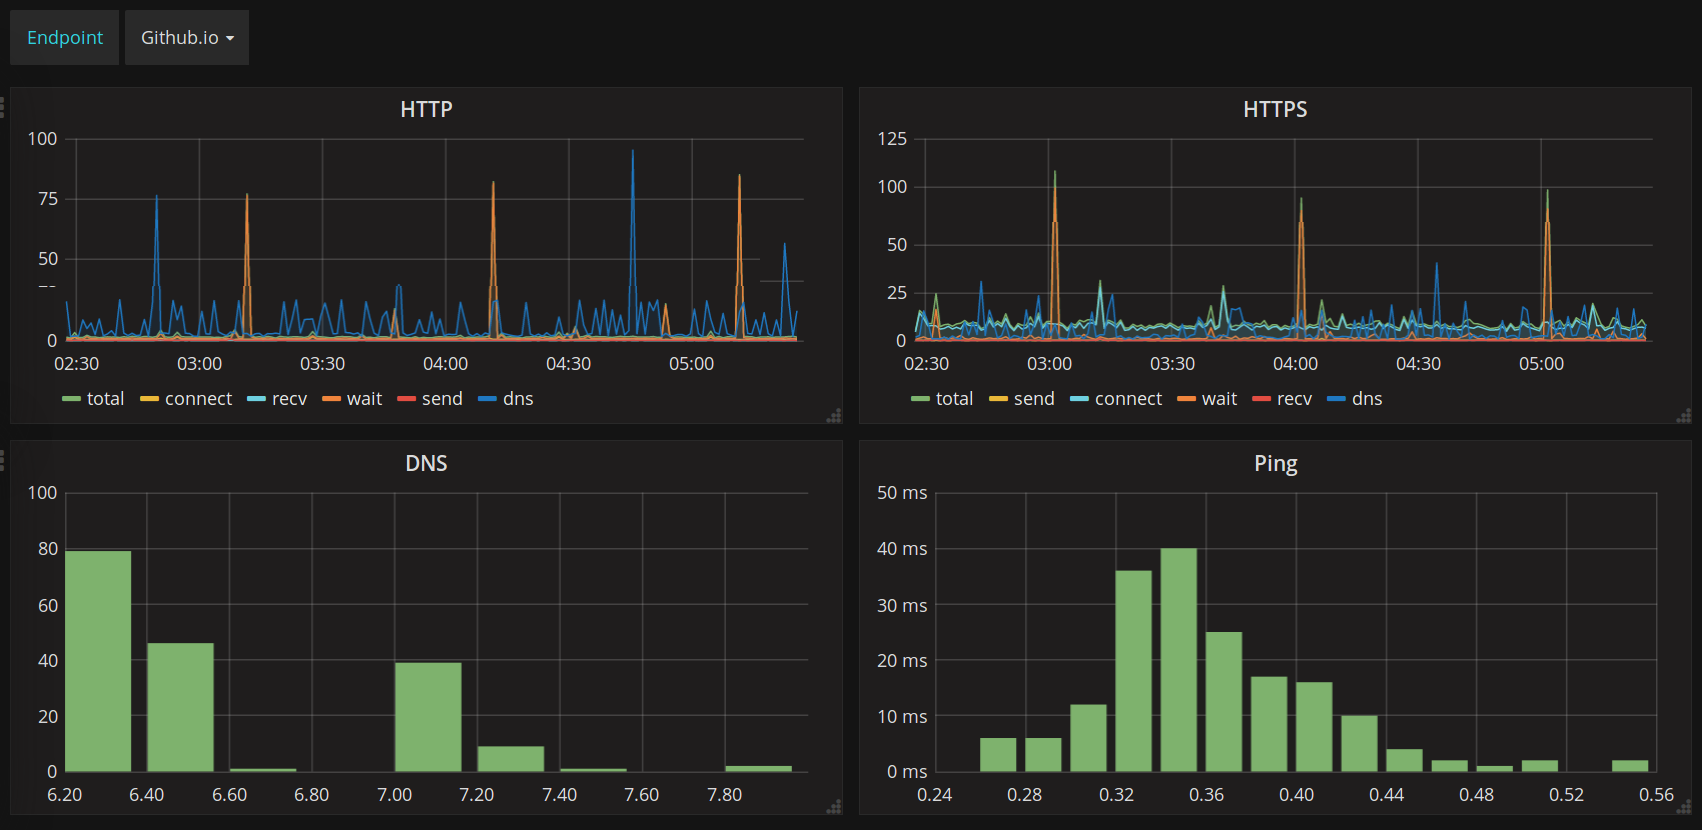 Endpoint Github.io
HTTP
100
75
50
0
02:30 03:00 03:30 04:00 04:30 05:00
total connect recv wait send dns
HTTPS
125
100
50
25
0
02:30 03:00 03:30 04:00 04:30 05:00
total send connect wait recv dns
DNS
100
80
60
40
20
0
6.20 6.40 6.60 6.80 7.00 7.20 7.40 7.60 7.80
Ping
50 ms
40 ms
30 ms
20 ms
10 ms
0 ms
0.24 0.28 0.32 0.36 0.40 0.44 0.48 0.52 0.56